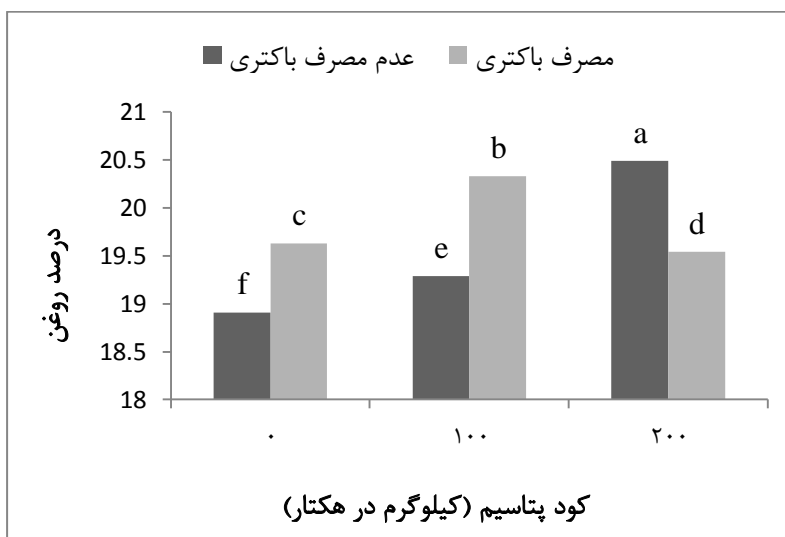 عدم مصرف باکتری مصرف باکتری
21
20.5
20
19.5
19
18.5
18
درصد روغن
f
c
e
b
a
d
۰ ۱۰۰ ۲۰۰
کود پتاسیم (کیلوگرم در هکتار)